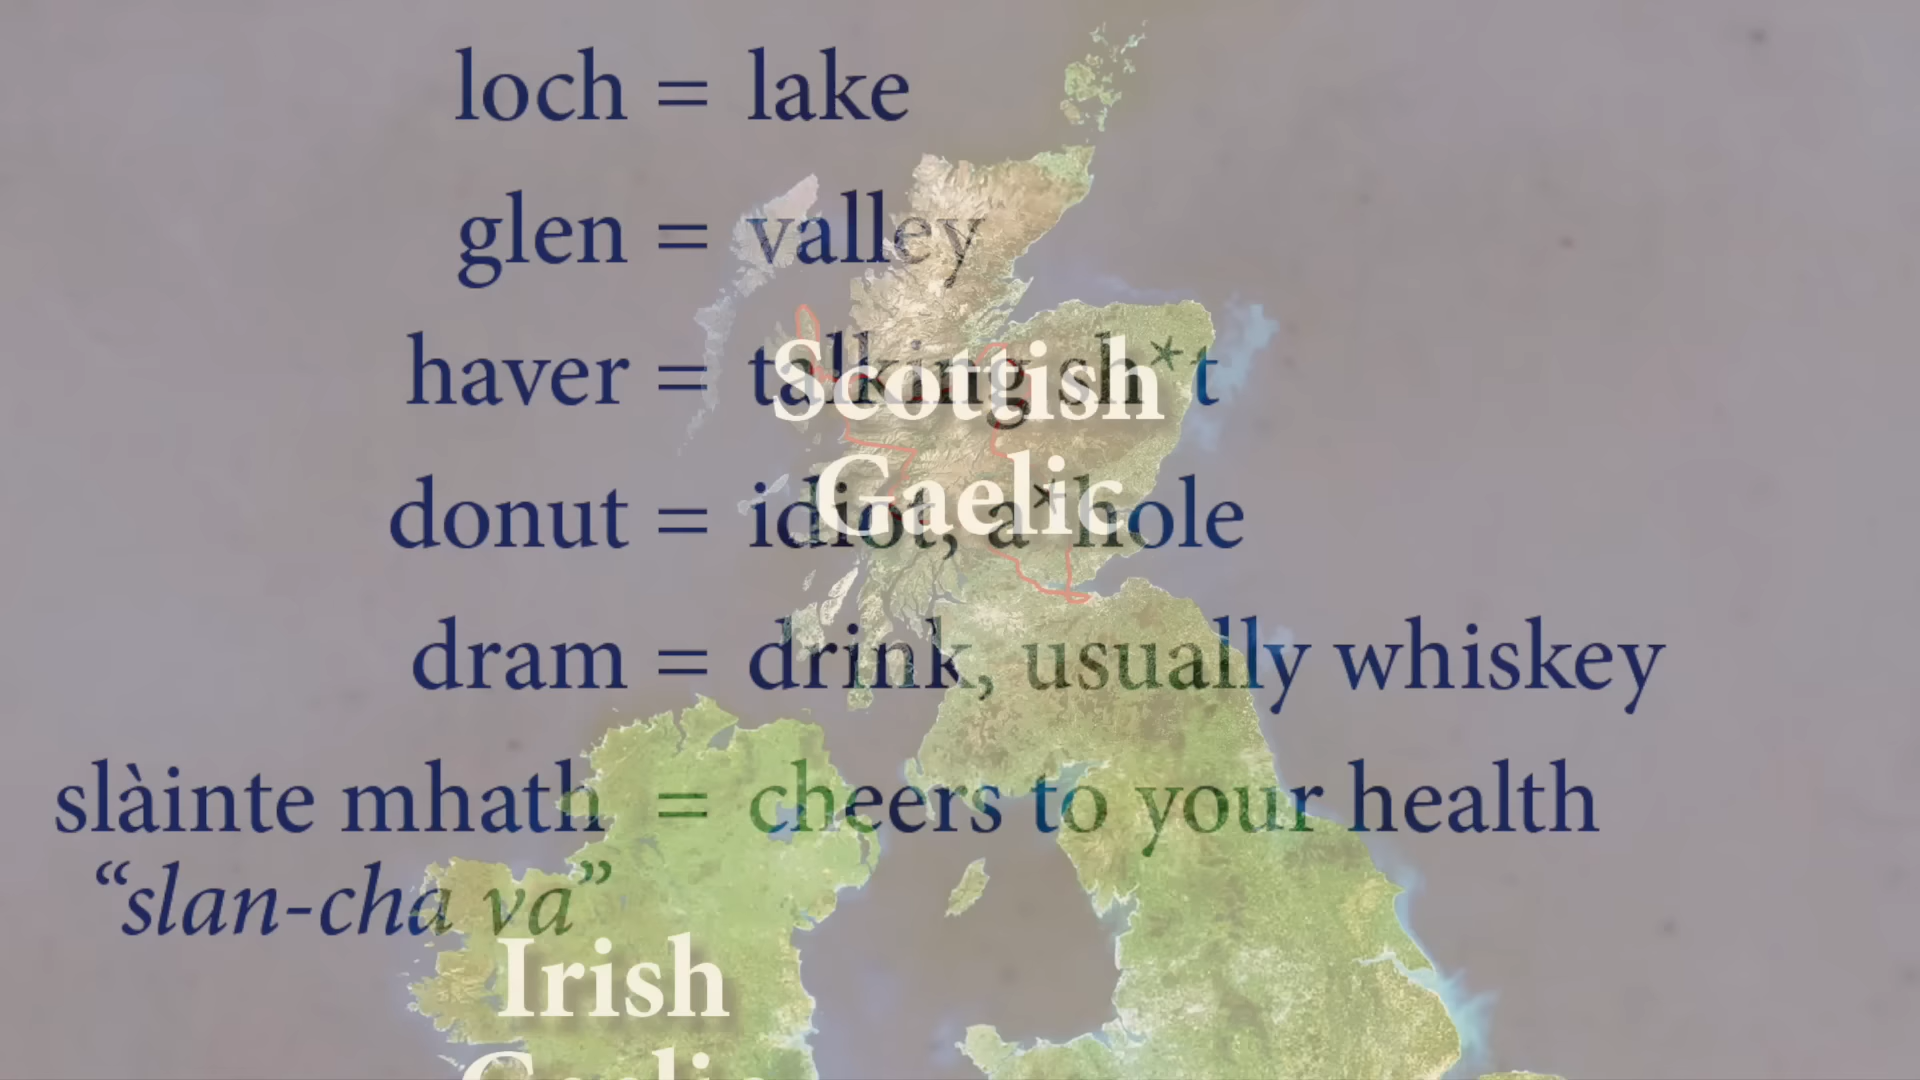 loch = lake
glen = valley
haver = talking sh*t
donut = idiot, a*hole
dram = drink, usually whiskey
slàinte mhath = cheers to your health
“slan-cha va”
Scottish
Gaelic
Irish
Gaelic